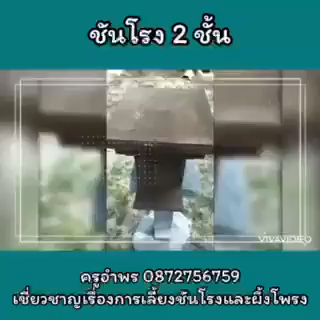 ชันโรง 2 ชั้น
VIVAVIDEO
ครูอำพร 0872756759
เชี่ยวชาญเรื่องการเลี้ยงชันโรงและผึ้งโพรง